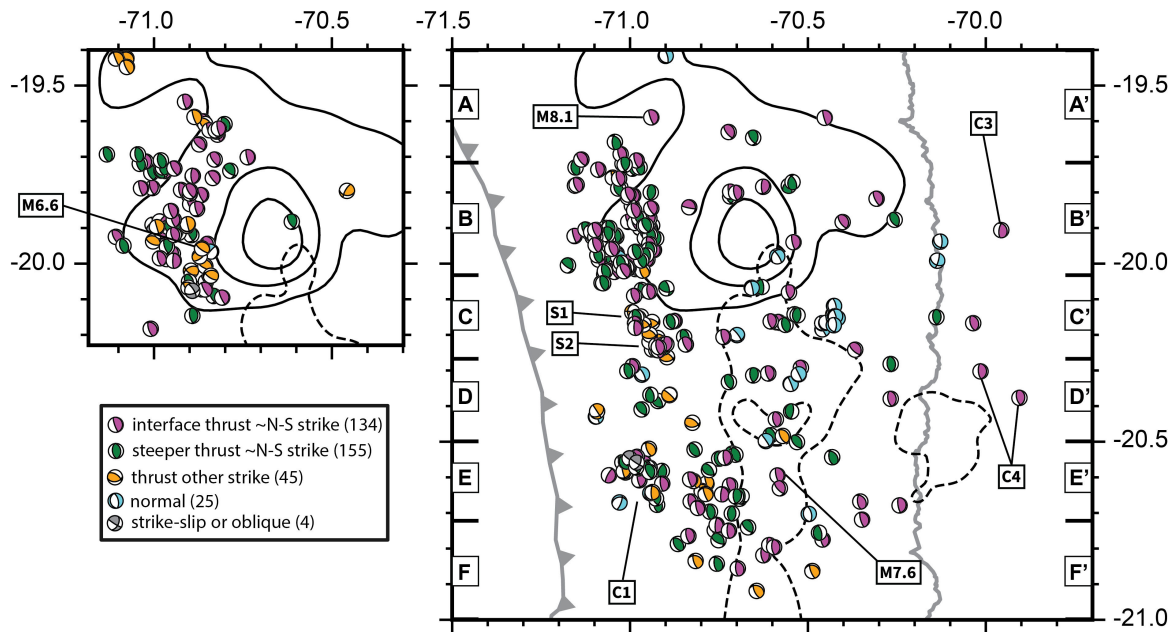 -71.0
-70.5
-71.5
-71.0
-70.5
-70.0
-19.5
-20.0
M6.6
A
B
C
D
E
F
A'
B'
C'
D'
E'
F'
-19.5
-20.0
-20.5
-21.0
M8.1
C3
S1
S2
C4
C1
M7.6
interface thrust ~N-S strike (134)
steeper thrust ~N-S strike (155)
thrust other strike (45)
normal (25)
strike-slip or oblique (4)